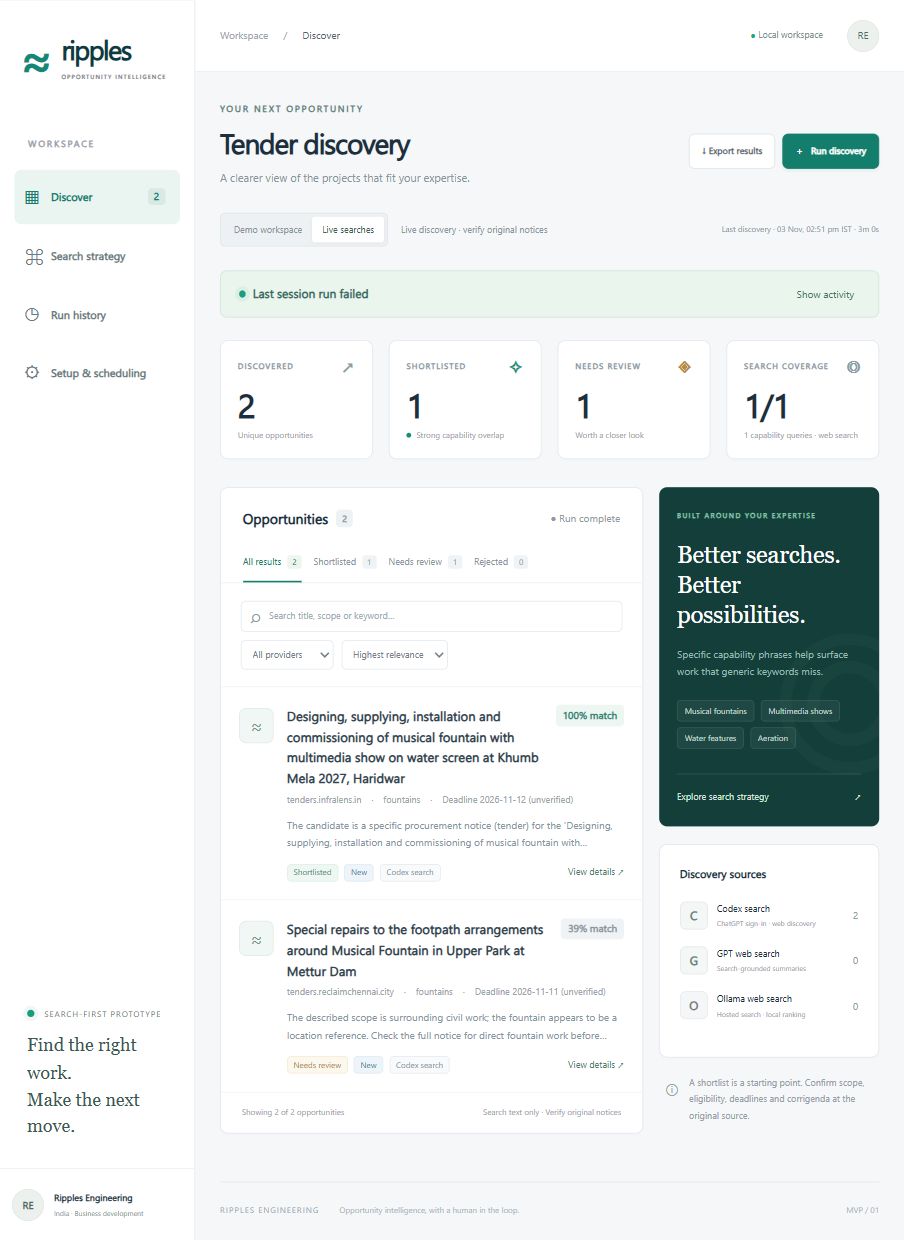 ripples
OPPORTUNITY INTELLIGENCE
WORKSPACE
Discover 2
Search strategy
Run history
Setup & scheduling
SEARCH-FIRST PROTOTYPE
Find the right
work.
Make the next
move.
RE
Ripples Engineering
India · Business development
Workspace / Discover
Local workspace
RE
YOUR NEXT OPPORTUNITY
Tender discovery
A clearer view of the projects that fit your expertise.
↓ Export results
+ Run discovery
Demo workspace
Live searches
Live discovery · verify original notices
Last discovery · 03 Nov, 02:51 pm IST · 3m 0s
Last session run failed
Show activity
DISCOVERED ↗
2
Unique opportunities
SHORTLISTED
1
Strong capability overlap
NEEDS REVIEW
1
Worth a closer look
SEARCH COVERAGE
1/1
1 capability queries · web search
Opportunities 2
Run complete
All results 2
Shortlisted 1
Needs review 1
Rejected 0
Search title, scope or keyword...
All providers
Highest relevance
≈
Designing, supplying, installation and
commissioning of musical fountain with
multimedia show on water screen at Khumb
Mela 2027, Haridwar
100% match
tenders.infralens.in · fountains · Deadline 2026-11-12 (unverified)
The candidate is a specific procurement notice (tender) for the 'Designing,
supplying, installation and commissioning of musical fountain with...
Shortlisted
New
Codex search
View details ↗
≈
Special repairs to the footpath arrangements
around Musical Fountain in Upper Park at
Mettur Dam
39% match
tenders.reclaimchennai.city · fountains · Deadline 2026-11-11 (unverified)
The described scope is surrounding civil work; the fountain appears to be a
location reference. Check the full notice for direct fountain work before...
Needs review
New
Codex search
View details ↗
Showing 2 of 2 opportunities
Search text only · Verify original notices
BUILT AROUND YOUR EXPERTISE
Better searches.
Better
possibilities.
Specific capability phrases help surface
work that generic keywords miss.
Musical fountains
Multimedia shows
Water features
Aeration
Explore search strategy ↗
Discovery sources
C
Codex search
ChatGPT sign-in · web discovery
2
G
GPT web search
Search-grounded summaries
0
O
Ollama web search
Hosted search · local ranking
0
A shortlist is a starting point. Confirm scope,
eligibility, deadlines and corrigenda at the
original source.
RIPPLES ENGINEERING
Opportunity intelligence, with a human in the loop.
MVP / 01